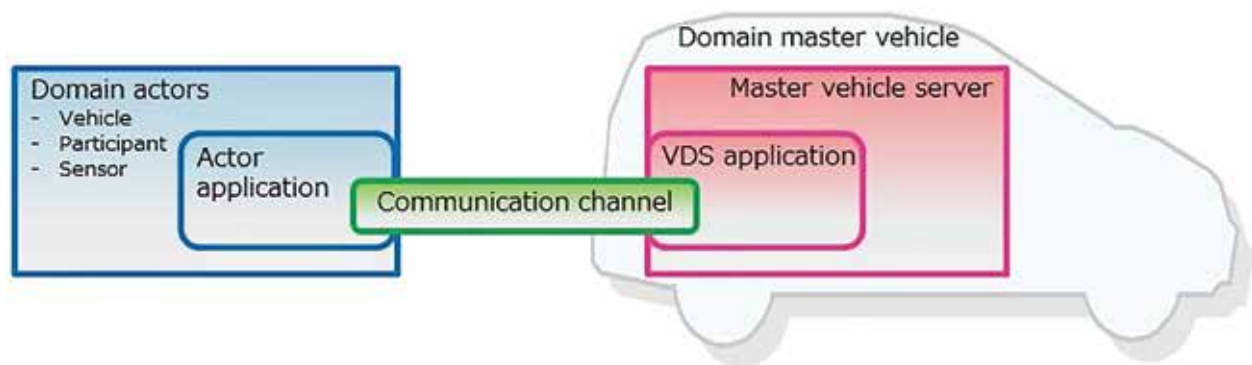 Domain master vehicle
Domain actors
- Vehicle
- Participant
- Sensor
Actor
application
Communication channel
Master vehicle server
VDS application